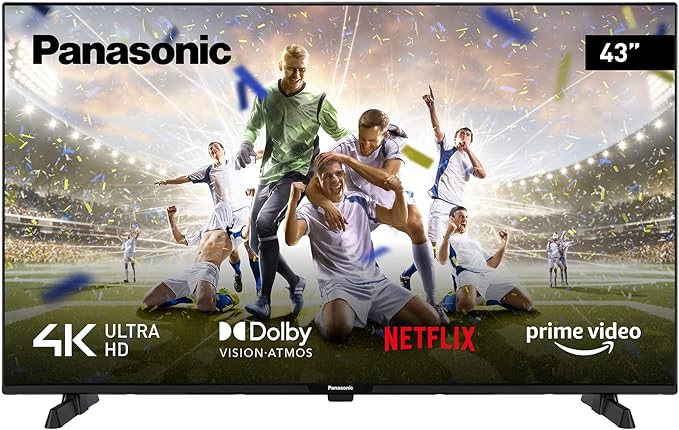 Panasonic
43”
4K ULTRA HD
Dolby
VISION·ATMOS
NETFLIX
prime video
Panasonic